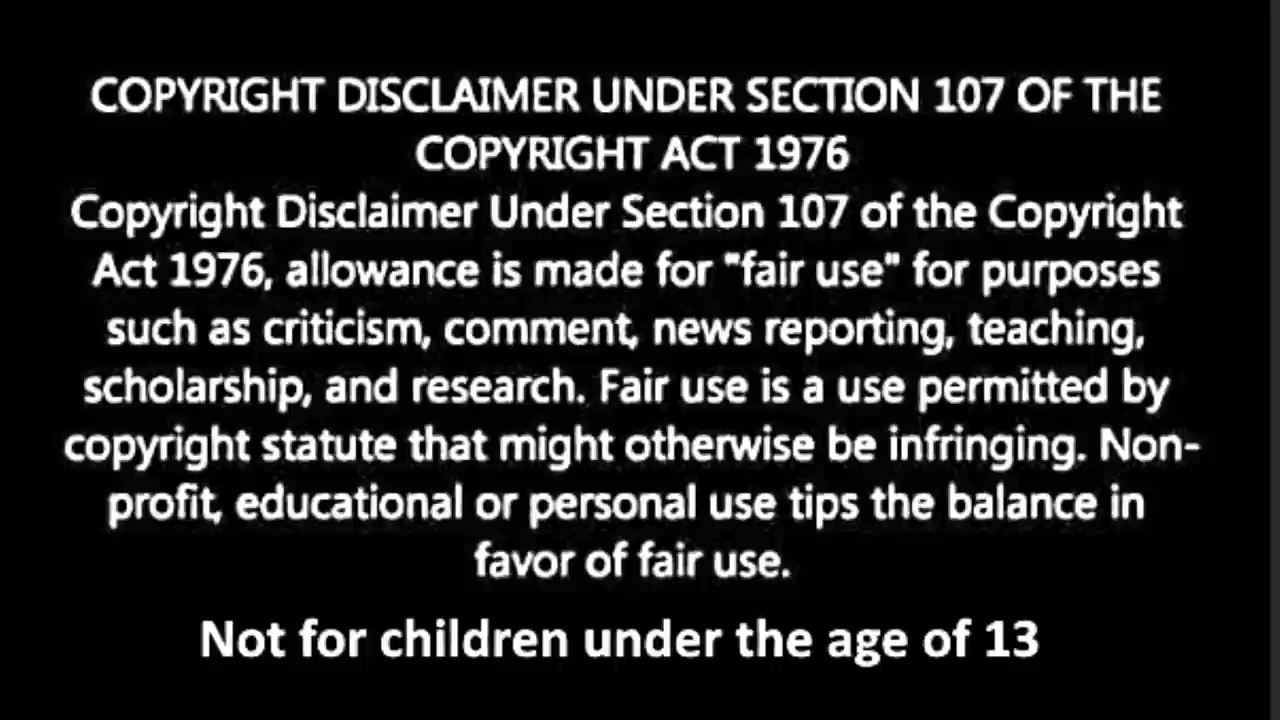 COPYRIGHT DISCLAIMER UNDER SECTION 107 OF THE
COPYRIGHT ACT 1976
Copyright Disclaimer Under Section 107 of the Copyright
Act 1976, allowance is made for "fair use" for purposes
such as criticism, comment, news reporting, teaching,
scholarship, and research. Fair use is a use permitted by
copyright statute that might otherwise be infringing. Non-
profit, educational or personal use tips the balance in
favor of fair use.
Not for children under the age of 13